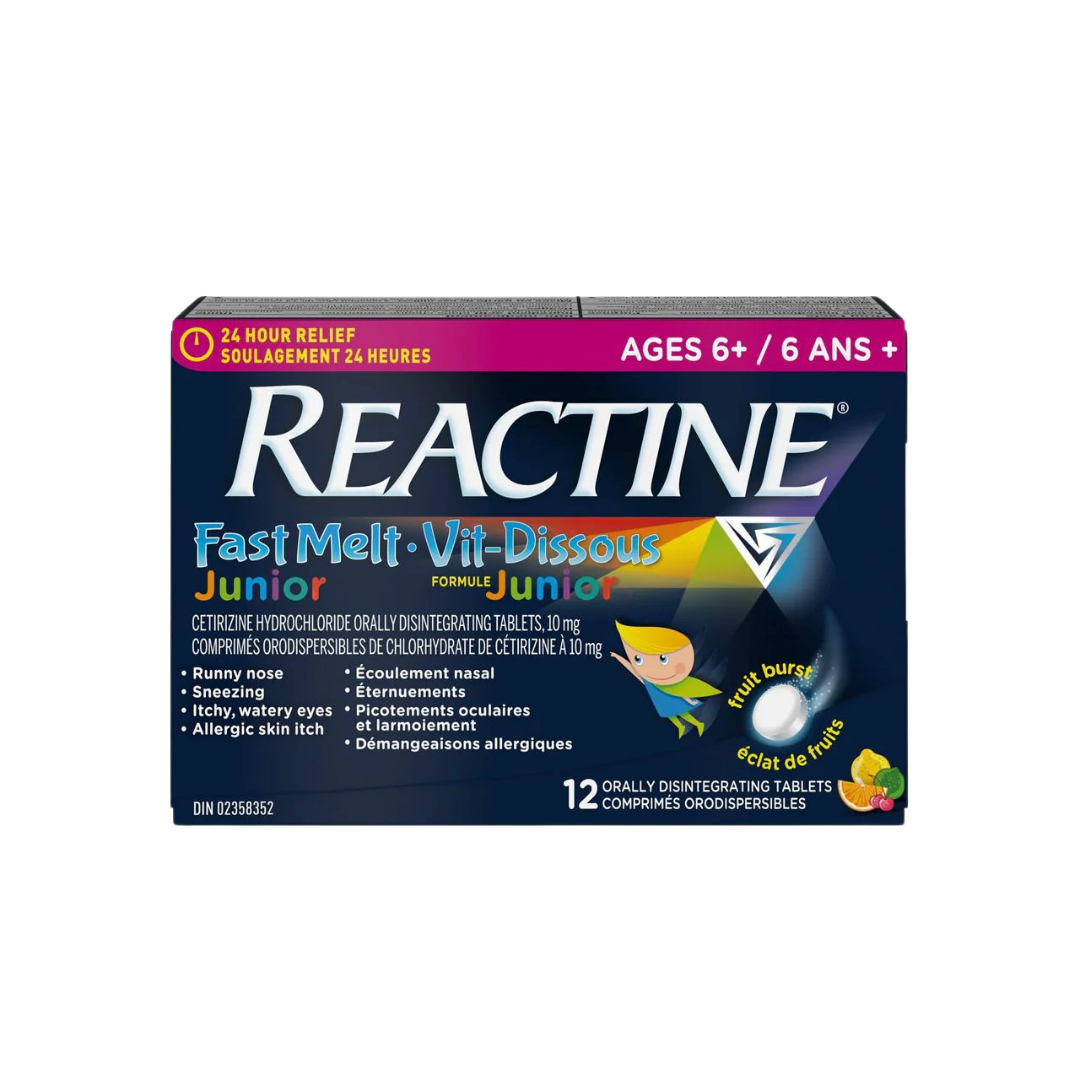 24 HOUR RELIEF
SOULAGEMENT 24 HEURES
AGES 6+ / 6 ANS +
REACTINE®
Fast Melt • Vit-Dissous
Junior FORMULE Junior
CETIRIZINE HYDROCHLORIDE ORALLY DISINTEGRATING TABLETS, 10 mg
COMPRIMÉS ORODISPERSIBLES DE CHLORHYDRATE DE CÉTIRIZINE À 10 mg
• Runny nose
• Sneezing
• Itchy, watery eyes
• Allergic skin itch
• Écoulement nasal
• Éternuements
• Picotements oculaires
et larmoiement
• Démangeaisons allergiques
fruit burst
éclat de fruits
12 ORALLY DISINTEGRATING TABLETS
COMPRIMÉS ORODISPERSIBLES
DIN 02358352